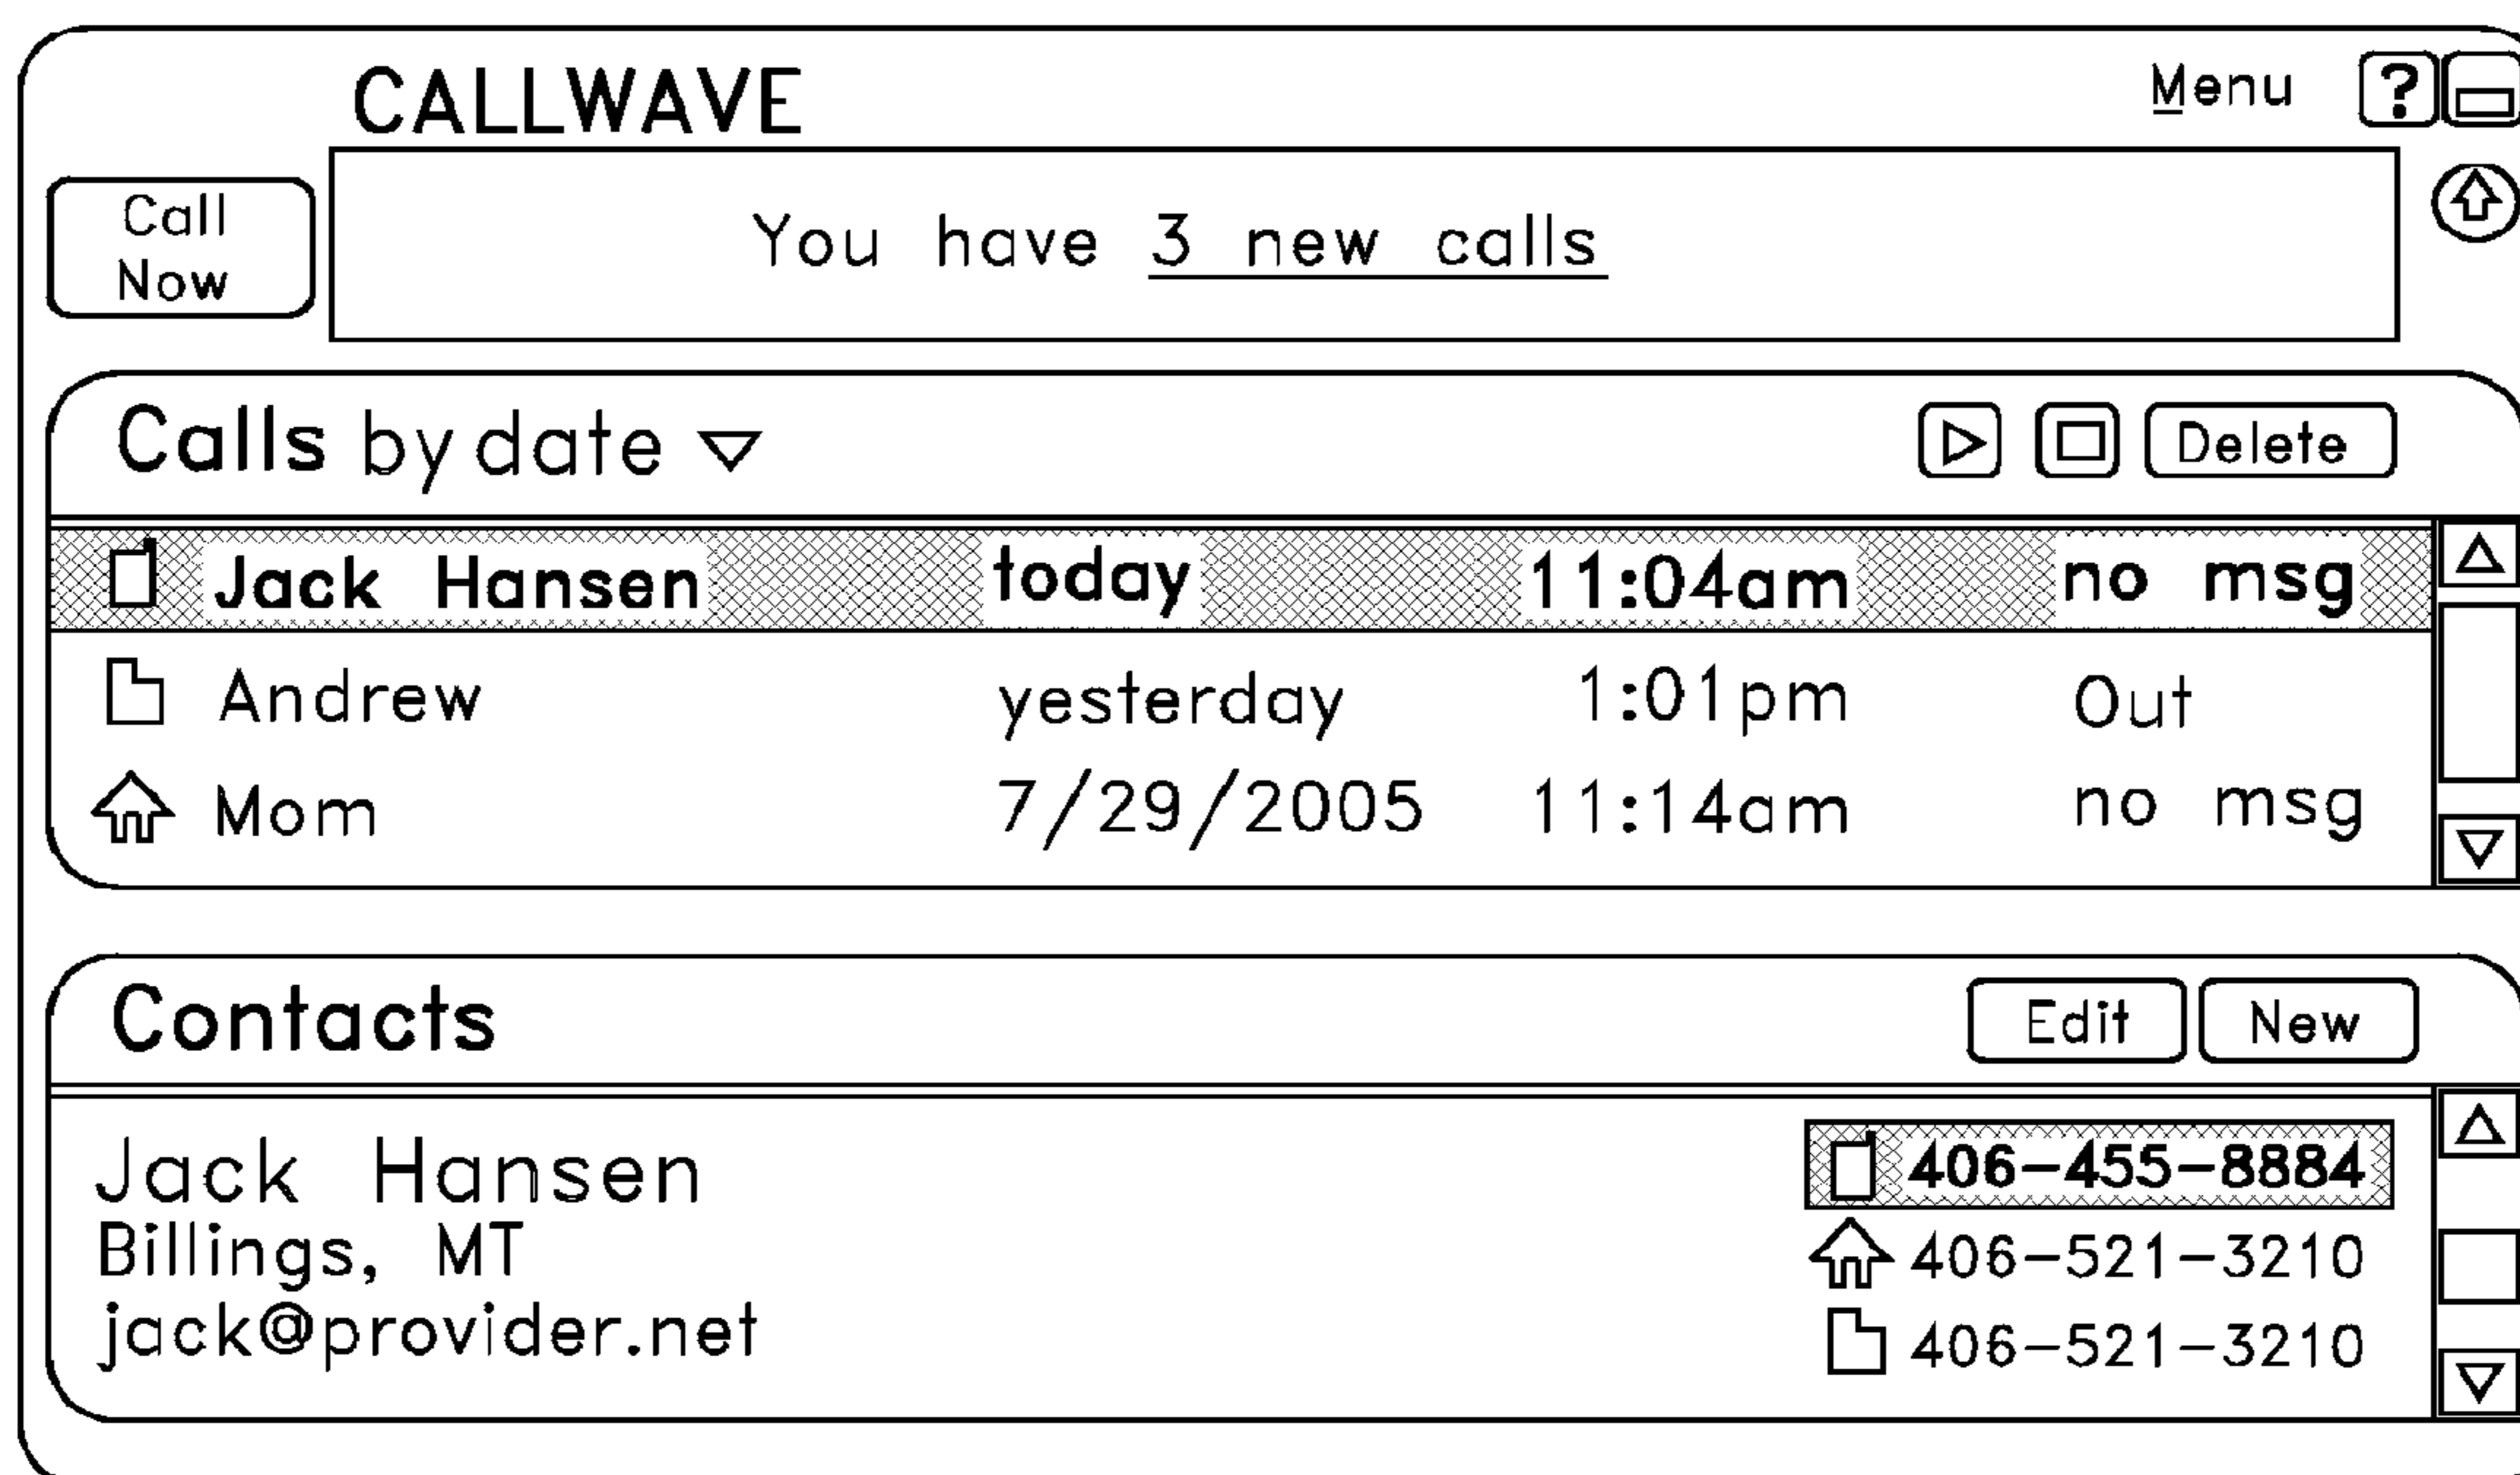 CALLWAVE Menu ?
Call
Now
You have 3 new calls
Calls by date Delete
Jack Hansen today 11:04am no msg
Andrew yesterday 1:01pm Out
Mom 7/29/2005 11:14am no msg
Contacts Edit New
Jack Hansen 406-455-8884
Billings, MT 406-521-3210
jack@provider.net 406-521-3210